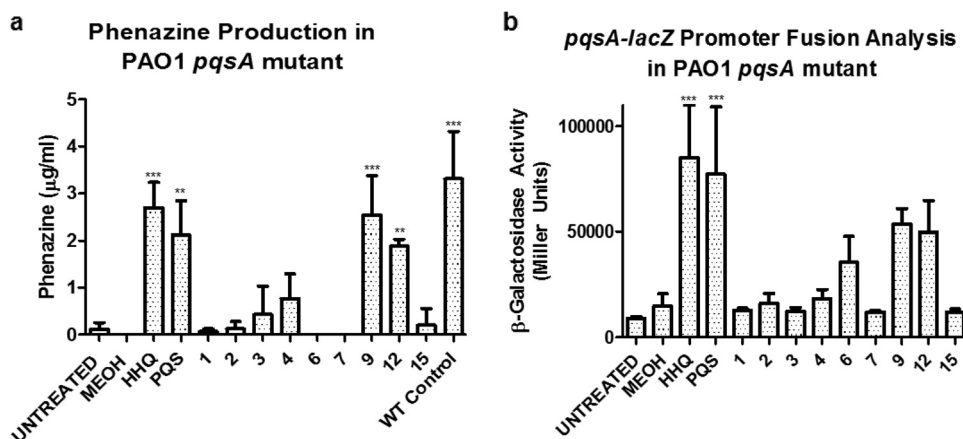 a
Phenazine Production in
PAO1 pqsA mutant
Phenazine (μg/ml)
5
4
3
2
1
0
***
**
***
**
***
UNTREATED
MEOH
HHQ
PQS
1
2
3
4
6
7
9
12
15
WT Control
b
pqsA-lacZ Promoter Fusion Analysis
in PAO1 pqsA mutant
β-Galactosidase Activity
(Miller Units)
100000
50000
0
***
***
UNTREATED
MEOH
HHQ
PQS
1
2
3
4
6
7
9
12
15